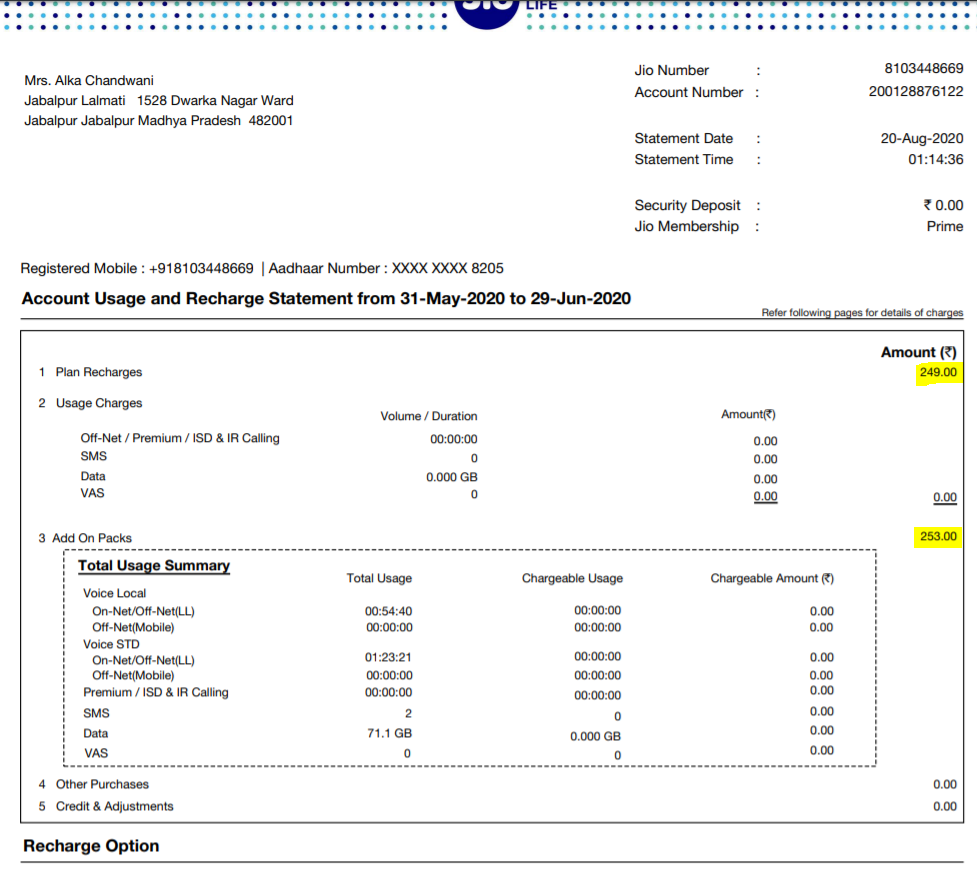 LIFE
Mrs. Alka Chandwani
Jabalpur Lalmati 1528 Dwarka Nagar Ward
Jabalpur Jabalpur Madhya Pradesh 482001
Jio Number : 8103448669
Account Number : 200128876122
Statement Date : 20-Aug-2020
Statement Time : 01:14:36
Security Deposit : ₹ 0.00
Jio Membership : Prime
Registered Mobile : +918103448669 | Aadhaar Number : XXXX XXXX 8205
Account Usage and Recharge Statement from 31-May-2020 to 29-Jun-2020
Refer following pages for details of charges
Amount (₹)
1 Plan Recharges 249.00
2 Usage Charges
Volume / Duration Amount(₹)
Off-Net / Premium / ISD & IR Calling 00:00:00 0.00
SMS 0 0.00
Data 0.000 GB 0.00
VAS 0 0.00 0.00
3 Add On Packs 253.00
Total Usage Summary
Total Usage Chargeable Usage Chargeable Amount (₹)
Voice Local
On-Net/Off-Net(LL) 00:54:40 00:00:00 0.00
Off-Net(Mobile) 00:00:00 00:00:00 0.00
Voice STD
On-Net/Off-Net(LL) 01:23:21 00:00:00 0.00
Off-Net(Mobile) 00:00:00 00:00:00 0.00
Premium / ISD & IR Calling 00:00:00 00:00:00 0.00
SMS 2 0 0.00
Data 71.1 GB 0.000 GB 0.00
VAS 0 0 0.00
4 Other Purchases 0.00
5 Credit & Adjustments 0.00
Recharge Option